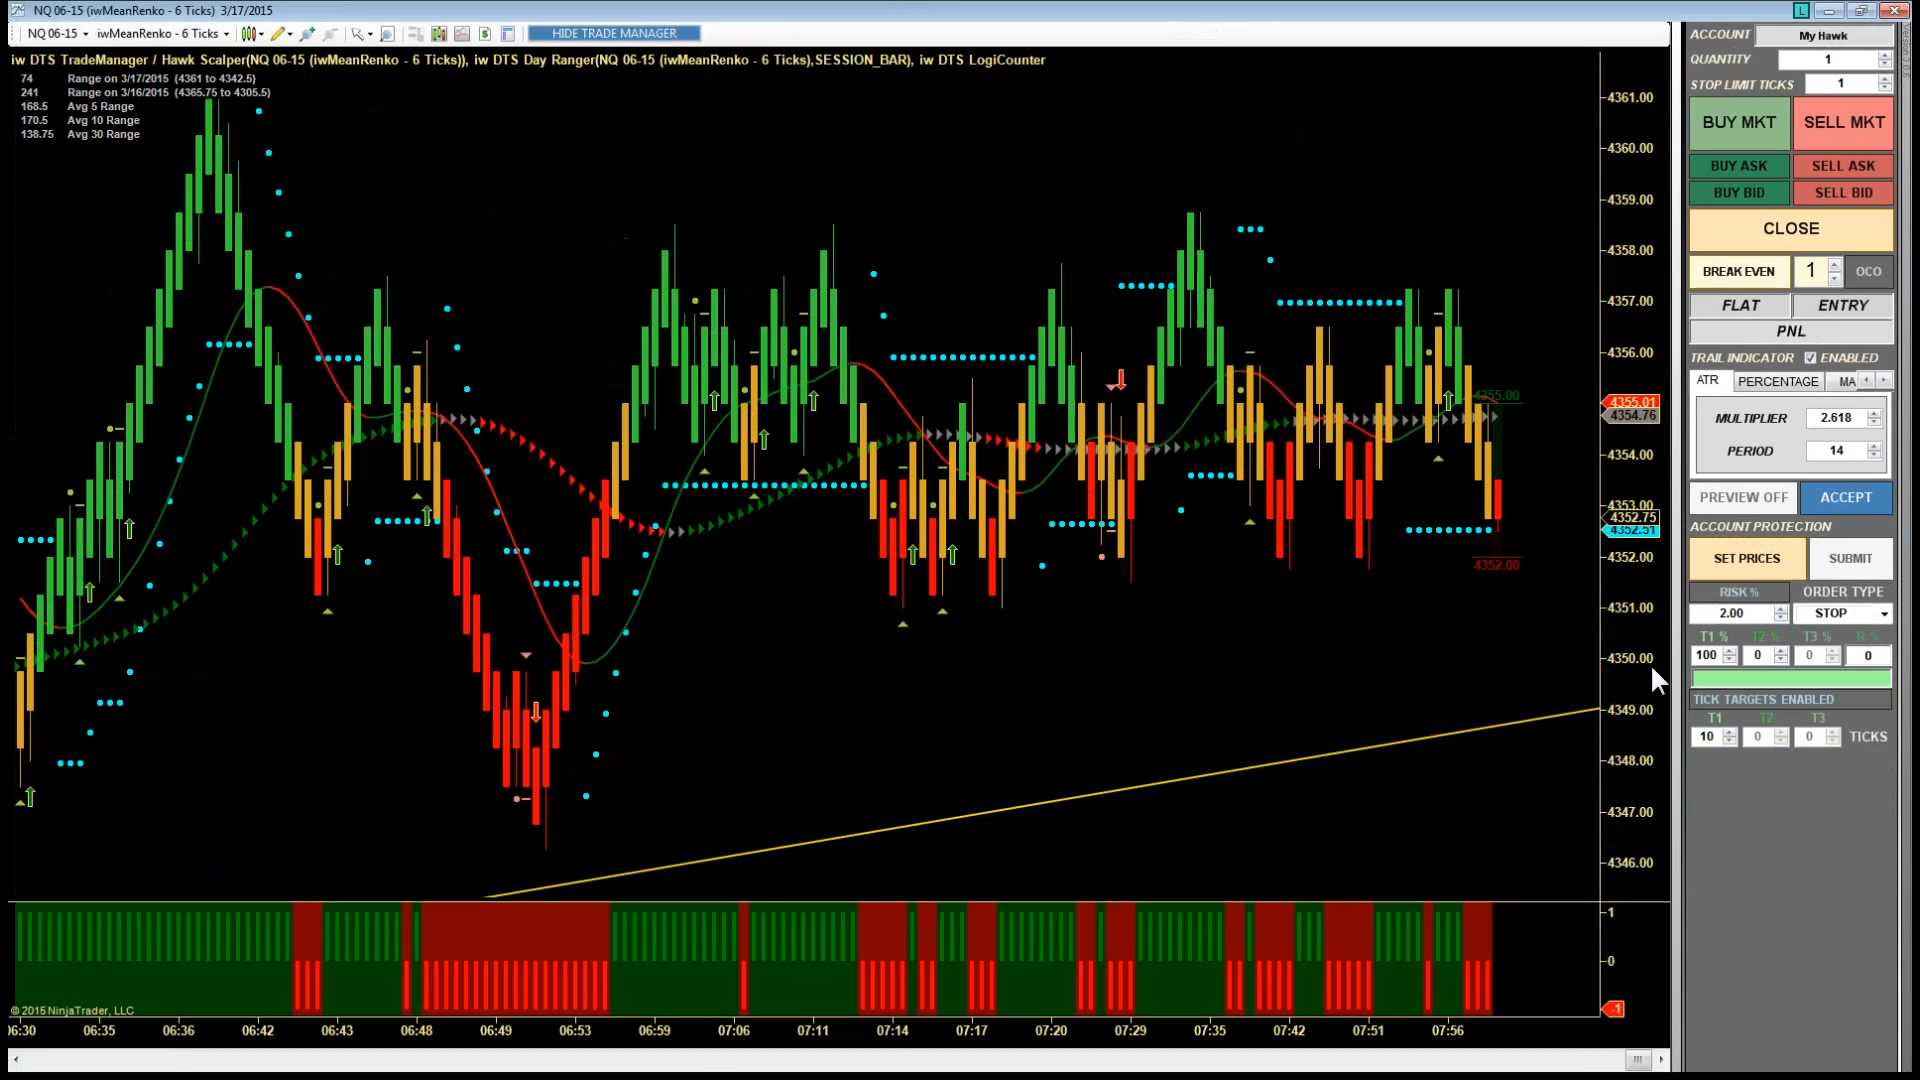 NQ 06-15 (iwMeanRenko - 6 Ticks) 3/17/2015
L
NQ 06-15 iwMeanRenko - 6 Ticks HIDE TRADE MANAGER
iw DTS TradeManager / Hawk Scalper(NQ 06-15 (iwMeanRenko - 6 Ticks)), iw DTS Day Ranger(NQ 06-15 (iwMeanRenko - 6 Ticks),SESSION_BAR), iw DTS LogiCounter
74 Range on 3/17/2015 (4361 to 4342.5)
241 Range on 3/16/2015 (4365.75 to 4305.5)
168.5 Avg 5 Range
170.5 Avg 10 Range
138.75 Avg 30 Range
4361.00
4360.00
4359.00
4358.00
4357.00
4356.00
4355.00
4355.01
4354.76
4354.00
4353.00
4352.75
4352.51
4352.00
4352.00
4351.00
4350.00
4349.00
4348.00
4347.00
4346.00
1
0
-1
© 2015 NinjaTrader, LLC
06:30 06:35 06:36 06:42 06:43 06:48 06:49 06:53 06:59 07:06 07:11 07:14 07:17 07:20 07:29 07:35 07:42 07:51 07:56
ACCOUNT My Hawk
QUANTITY 1
STOP LIMIT TICKS 1
BUY MKT SELL MKT
BUY ASK SELL ASK
BUY BID SELL BID
CLOSE
BREAK EVEN 1 OCO
FLAT ENTRY
PNL
TRAIL INDICATOR ENABLED
ATR PERCENTAGE MA
MULTIPLIER 2.618
PERIOD 14
PREVIEW OFF ACCEPT
ACCOUNT PROTECTION
SET PRICES SUBMIT
RISK % ORDER TYPE
2.00 STOP
T1 % T2 % T3 % R %
100 0 0 0
TICK TARGETS ENABLED
T1 T2 T3
10 0 0 TICKS